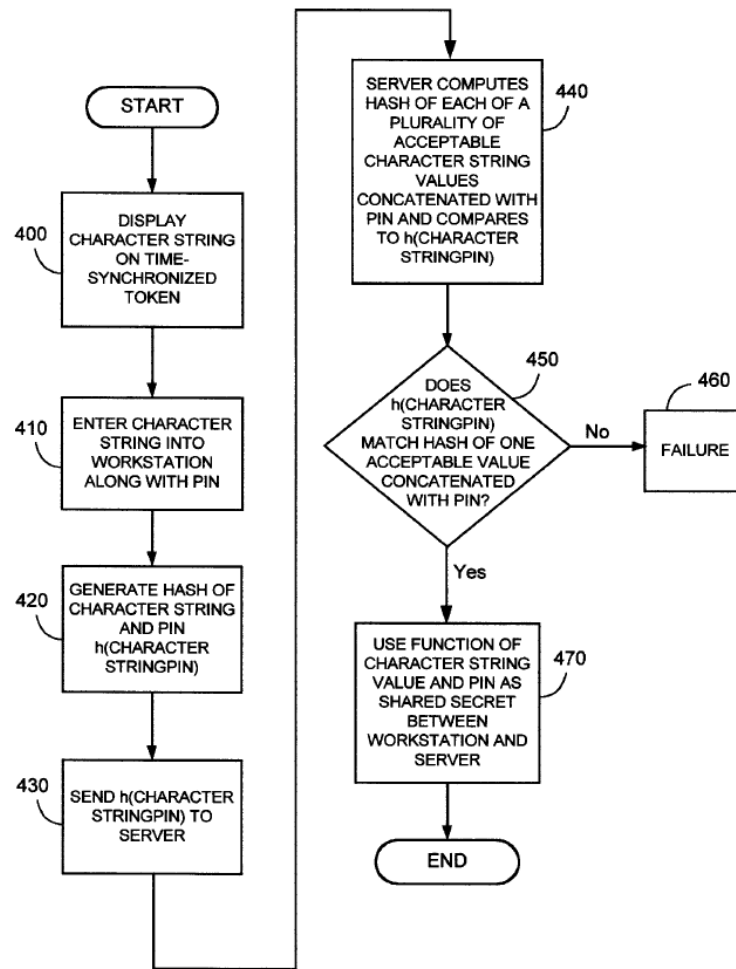 START
400
DISPLAY
CHARACTER STRING
ON TIME-
SYNCHRONIZED
TOKEN
410
ENTER CHARACTER
STRING INTO
WORKSTATION
ALONG WITH PIN
420
GENERATE HASH OF
CHARACTER STRING
AND PIN
h(CHARACTER
STRINGPIN)
430
SEND h(CHARACTER
STRINGPIN) TO
SERVER
440
SERVER COMPUTES
HASH OF EACH OF A
PLURALITY OF
ACCEPTABLE
CHARACTER STRING
VALUES
CONCATENATED WITH
PIN AND COMPARES
TO h(CHARACTER
STRINGPIN)
450
DOES
h(CHARACTER
STRINGPIN)
MATCH HASH OF ONE
ACCEPTABLE VALUE
CONCATENATED
WITH PIN?
No
460
FAILURE
Yes
470
USE FUNCTION OF
CHARACTER STRING
VALUE AND PIN AS
SHARED SECRET
BETWEEN
WORKSTATION AND
SERVER
END